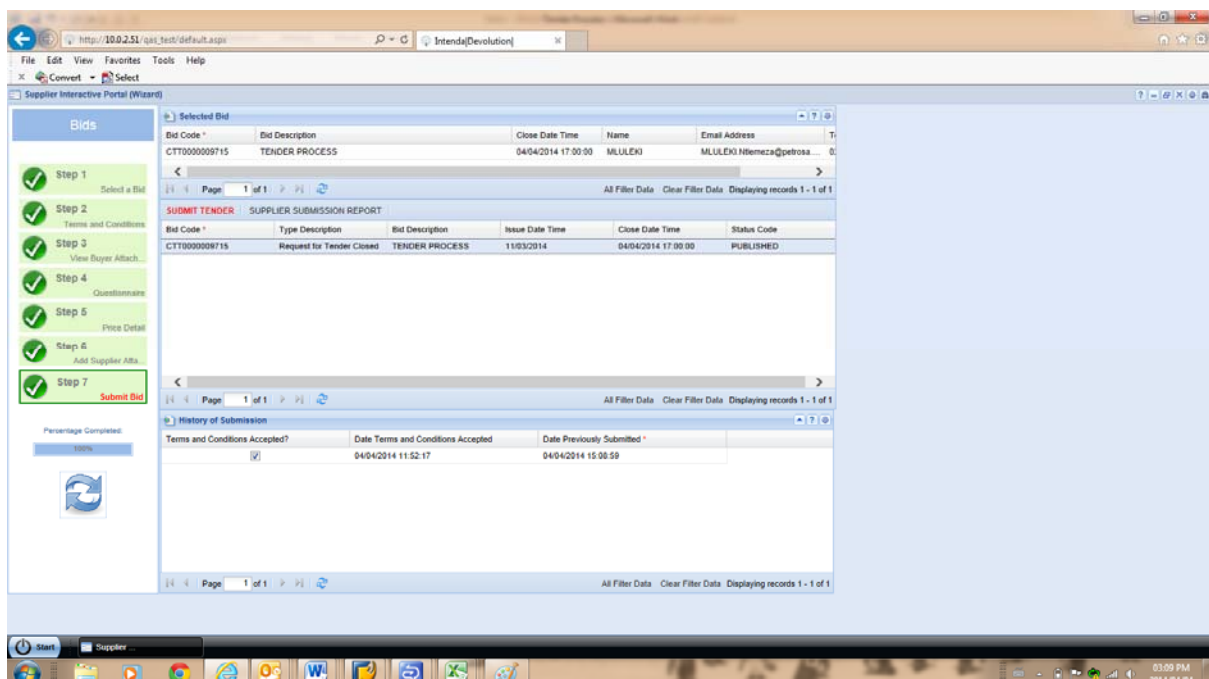 http://10.0.2.51/qas_test/default.aspx
Intenda|Devolution|
File Edit View Favorites Tools Help
Convert Select
Supplier Interactive Portal (Wizard)
Bids
Step 1
Select a Bid
Step 2
Terms and Conditions
Step 3
View Buyer Attach...
Step 4
Questionnaire
Step 5
Price Detail
Step 6
Add Supplier Atta...
Step 7
Submit Bid
Percentage Completed:
100%
Selected Bid
Bid Code * Bid Description Close Date Time Name Email Address
CTT0000009715 TENDER PROCESS 04/04/2014 17:00:00 MLULEKI MLULEKI.Ntlemeza@petrosa....
Page 1 of 1 All Filter Data Clear Filter Data Displaying records 1 - 1 of 1
SUBMIT TENDER SUPPLIER SUBMISSION REPORT
Bid Code * Type Description Bid Description Issue Date Time Close Date Time Status Code
CTT0000009715 Request for Tender Closed TENDER PROCESS 11/03/2014 04/04/2014 17:00:00 PUBLISHED
Page 1 of 1 All Filter Data Clear Filter Data Displaying records 1 - 1 of 1
History of Submission
Terms and Conditions Accepted? Date Terms and Conditions Accepted Date Previously Submitted *
04/04/2014 11:52:17 04/04/2014 15:08:59
Page 1 of 1 All Filter Data Clear Filter Data Displaying records 1 - 1 of 1
Start Supplier ...
03:09 PM